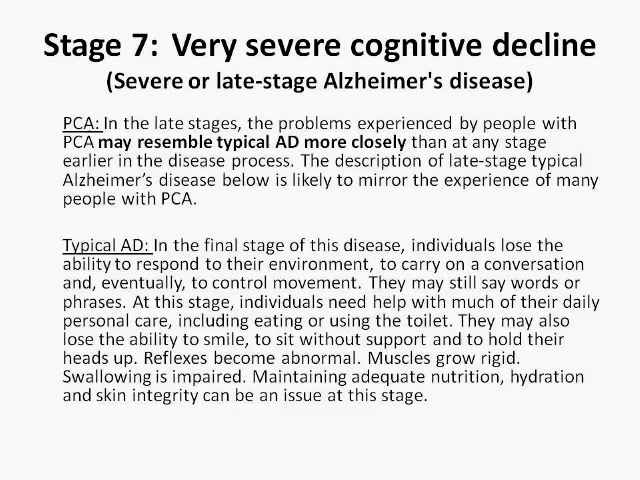 Stage 7: Very severe cognitive decline
(Severe or late-stage Alzheimer's disease)
PCA: In the late stages, the problems experienced by people with
PCA may resemble typical AD more closely than at any stage
earlier in the disease process. The description of late-stage typical
Alzheimer's disease below is likely to mirror the experience of many
people with PCA.
Typical AD: In the final stage of this disease, individuals lose the
ability to respond to their environment, to carry on a conversation
and, eventually, to control movement. They may still say words or
phrases. At this stage, individuals need help with much of their daily
personal care, including eating or using the toilet. They may also
lose the ability to smile, to sit without support and to hold their
heads up. Reflexes become abnormal. Muscles grow rigid.
Swallowing is impaired. Maintaining adequate nutrition, hydration
and skin integrity can be an issue at this stage.